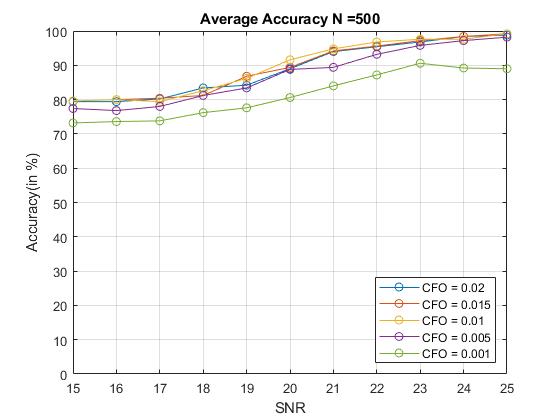 Average Accuracy N =500
Accuracy(in %)
100
90
80
70
60
50
40
30
20
10
0
CFO = 0.02
CFO = 0.015
CFO = 0.01
CFO = 0.005
CFO = 0.001
15 16 17 18 19 20 21 22 23 24 25
SNR